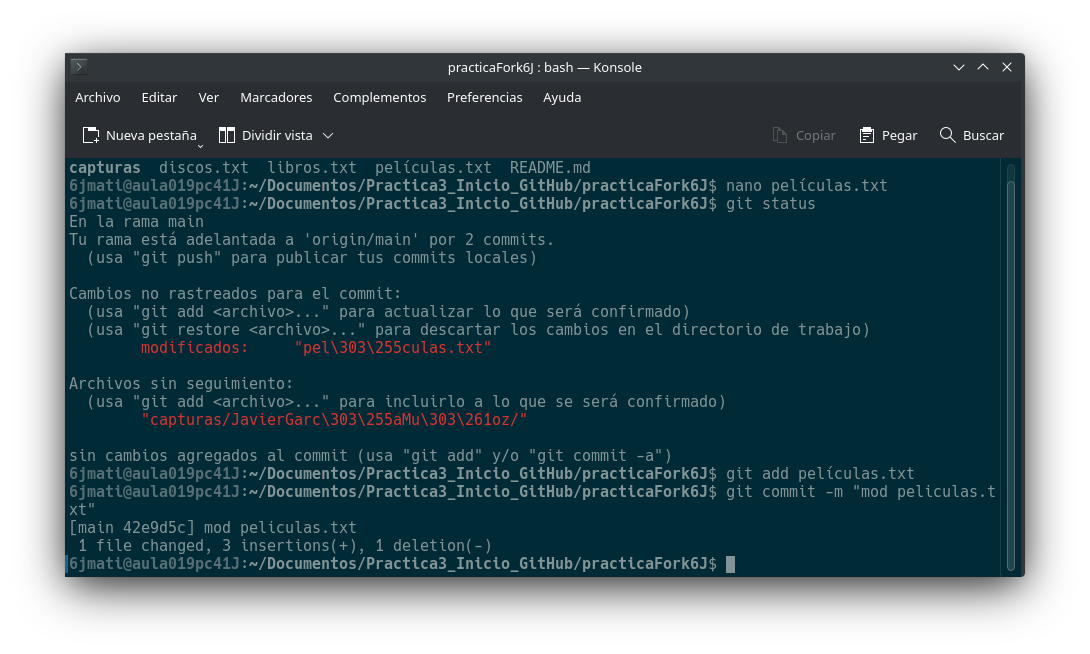 practicaFork6J : bash — Konsole
Archivo Editar Ver Marcadores Complementos Preferencias Ayuda
Nueva pestaña Dividir vista Copiar Pegar Buscar
capturas  discos.txt  libros.txt  películas.txt  README.md
6jmati@aula019pc41J:~/Documentos/Practica3_Inicio_GitHub/practicaFork6J$ nano películas.txt
6jmati@aula019pc41J:~/Documentos/Practica3_Inicio_GitHub/practicaFork6J$ git status
En la rama main
Tu rama está adelantada a 'origin/main' por 2 commits.
  (usa "git push" para publicar tus commits locales)

Cambios no rastreados para el commit:
  (usa "git add <archivo>..." para actualizar lo que será confirmado)
  (usa "git restore <archivo>..." para descartar los cambios en el directorio de trabajo)
        modificados:     "pel\303\255culas.txt"

Archivos sin seguimiento:
  (usa "git add <archivo>..." para incluirlo a lo que se será confirmado)
        "capturas/JavierGarc\303\255aMu\303\261oz/"

sin cambios agregados al commit (usa "git add" y/o "git commit -a")
6jmati@aula019pc41J:~/Documentos/Practica3_Inicio_GitHub/practicaFork6J$ git add películas.txt
6jmati@aula019pc41J:~/Documentos/Practica3_Inicio_GitHub/practicaFork6J$ git commit -m "mod peliculas.t
xt"
[main 42e9d5c] mod peliculas.txt
 1 file changed, 3 insertions(+), 1 deletion(-)
6jmati@aula019pc41J:~/Documentos/Practica3_Inicio_GitHub/practicaFork6J$